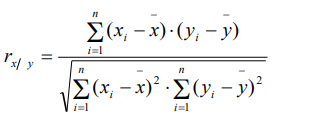 r_{x/ y} = \frac{\sum_{i=1}^{n} (x_i - \bar{x}) \cdot (y_i - \bar{y})}{\sqrt{\sum_{i=1}^{n} (x_i - \bar{x})^2 \cdot \sum_{i=1}^{n} (y_i - \bar{y})^2}}